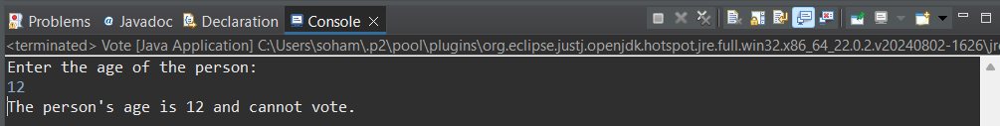 Problems Javadoc Declaration Console
<terminated> Vote [Java Application] C:\Users\soham\.p2\pool\plugins\org.eclipse.justj.openjdk.hotspot.jre.full.win32.x86_64_22.0.2.v20240802-1626\jr
Enter the age of the person:
12
The person's age is 12 and cannot vote.